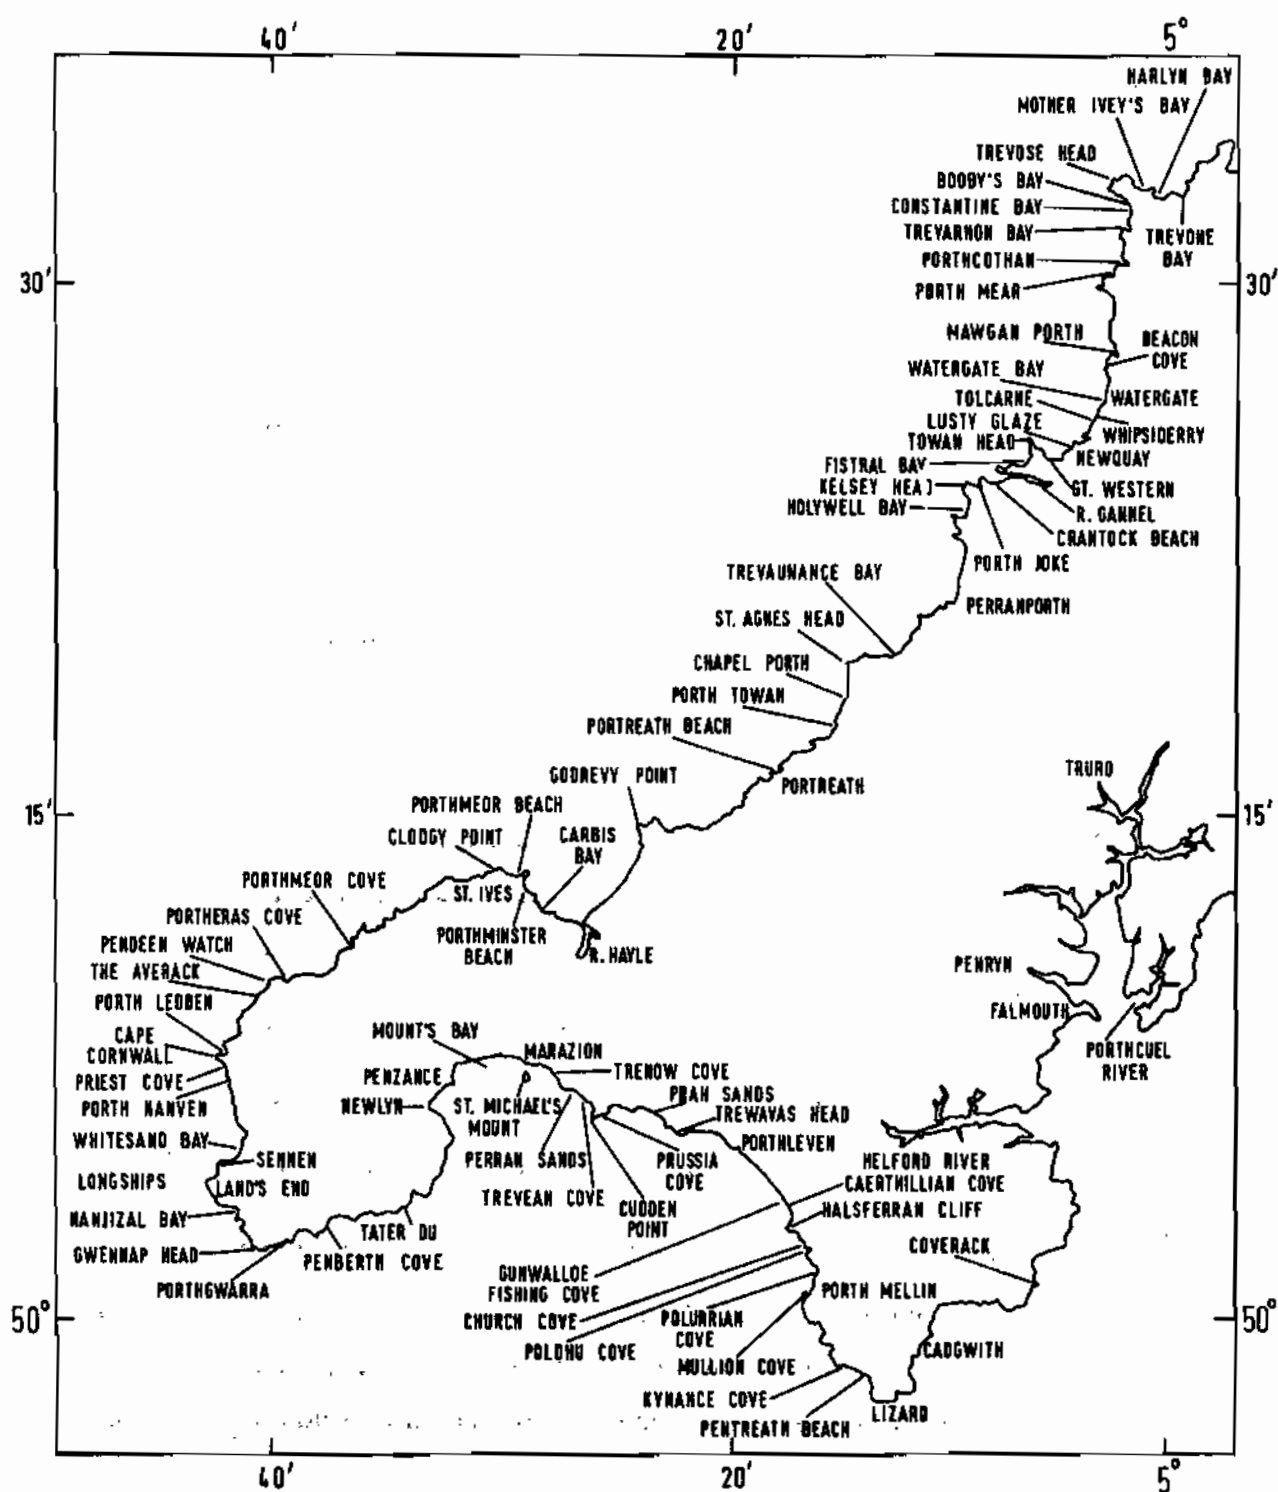 40′ 20′ 5°
HARLYN BAY
MOTHER IVEY'S BAY
TREVOSE HEAD
BOOBY'S BAY
CONSTANTINE BAY
TREVARNON BAY
TREVONE
BAY
PORTHCOTHAN
30′ 30′
PORTH MEAR
MAWGAN PORTH
BEACON
COVE
WATERGATE BAY
TOLCARNE
WATERGATE
LUSTY GLAZE
WHIPSIDERRY
TOWAN HEAD
NEWQUAY
FISTRAL BAY
KELSEY HEAD
GT. WESTERN
HOLYWELL BAY
R. GANNEL
CRANTOCK BEACH
PORTH JOKE
TREVAUNANCE BAY
PERRANPORTH
ST. AGNES HEAD
CHAPEL PORTH
PORTH TOWAN
PORTREATH BEACH
TRURO
GODREVY POINT
PORTREATH
PORTHMEOR BEACH
15′ 15′
CLODGY POINT
CARBIS
BAY
PORTHMEOR COVE
ST. IVES
PORTHERAS COVE
PORTHMINSTER
BEACH
PENDEEN WATCH
R. HAYLE
THE AVERACK
PENRYN
PORTH LEDDEN
FALMOUTH
CAPE
CORNWALL
MOUNT'S BAY
MARAZION
PORTHCUEL
RIVER
PRIEST COVE
PENZANCE
TRENOW COVE
PORTH NANVEN
NEWLYN
ST. MICHAEL'S
MOUNT
PRAH SANDS
TREWAVAS HEAD
WHITESAND BAY
PORTHLEVEN
SENNEN
PERRAN SANDS
PRUSSIA
COVE
HELFORD RIVER
LONGSHIPS
LAND'S END
TREVEAN COVE
CAERTHILLIAN COVE
CUDDEN
POINT
NANJIZAL BAY
HALSFERRAN CLIFF
TATER DU
GWENNAP HEAD
PENBERTH COVE
COVERACK
PORTHGWARRA
GUNWALLOE
FISHING COVE
PORTH MELLIN
50° 50°
CHURCH COVE
POLURRIAN
COVE
POLDHU COVE
CADGWITH
MULLION COVE
KYNANCE COVE
LIZARD
PENTREATH BEACH
40′ 20′ 5°